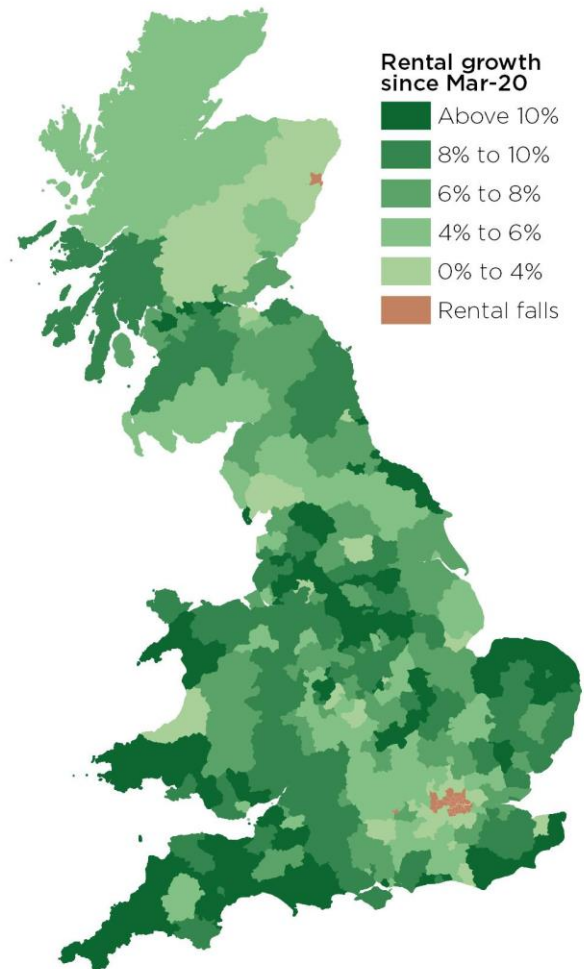 Rental growth
since Mar-20
Above 10%
8% to 10%
6% to 8%
4% to 6%
0% to 4%
Rental falls